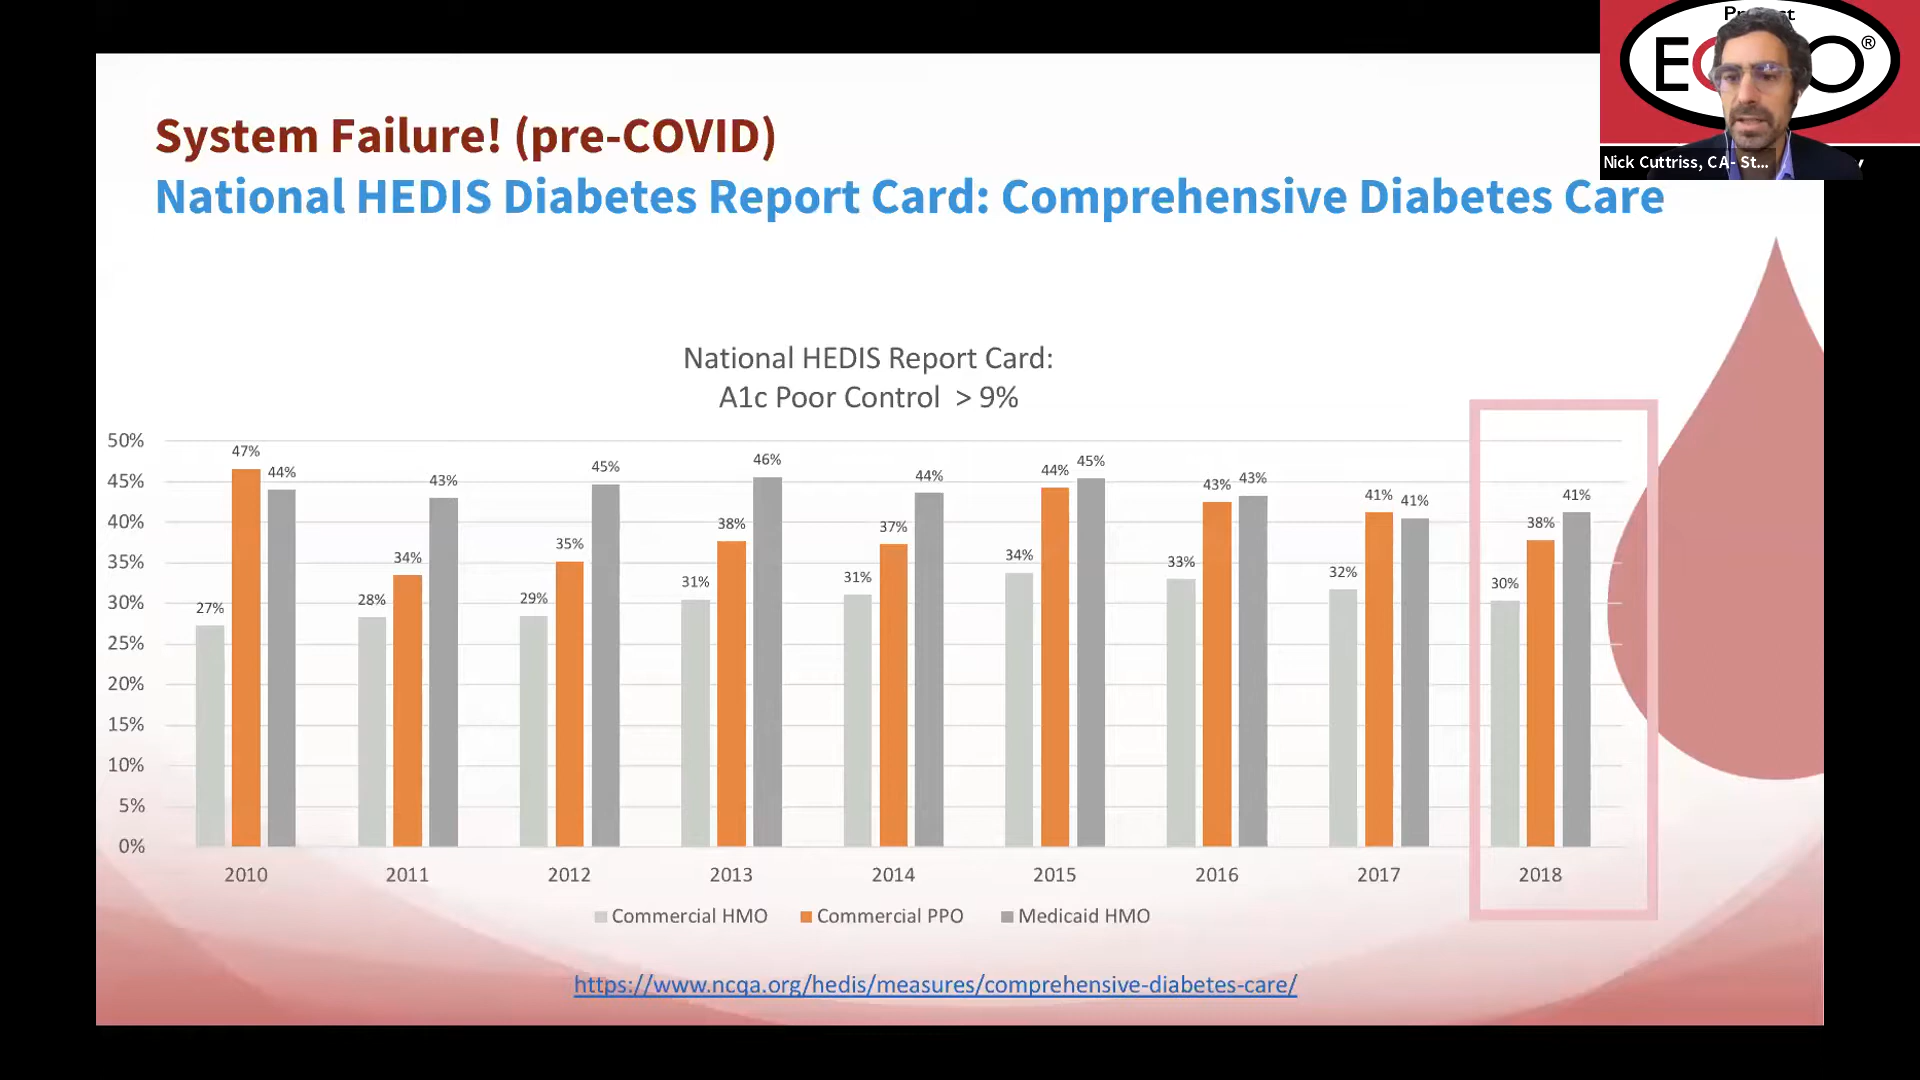 System Failure! (pre-COVID)
National HEDIS Diabetes Report Card: Comprehensive Diabetes Care
®
Nick Cuttriss, CA- St...
National HEDIS Report Card:
A1c Poor Control > 9%
50%
45%
40%
35%
30%
25%
20%
15%
10%
5%
0%
27% 47% 44%
28% 34% 43%
29% 35% 45%
31% 38% 46%
31% 37% 44%
34% 44% 45%
33% 43% 43%
32% 41% 41%
30% 38% 41%
2010 2011 2012 2013 2014 2015 2016 2017 2018
Commercial HMO Commercial PPO Medicaid HMO
https://www.ncqa.org/hedis/measures/comprehensive-diabetes-care/